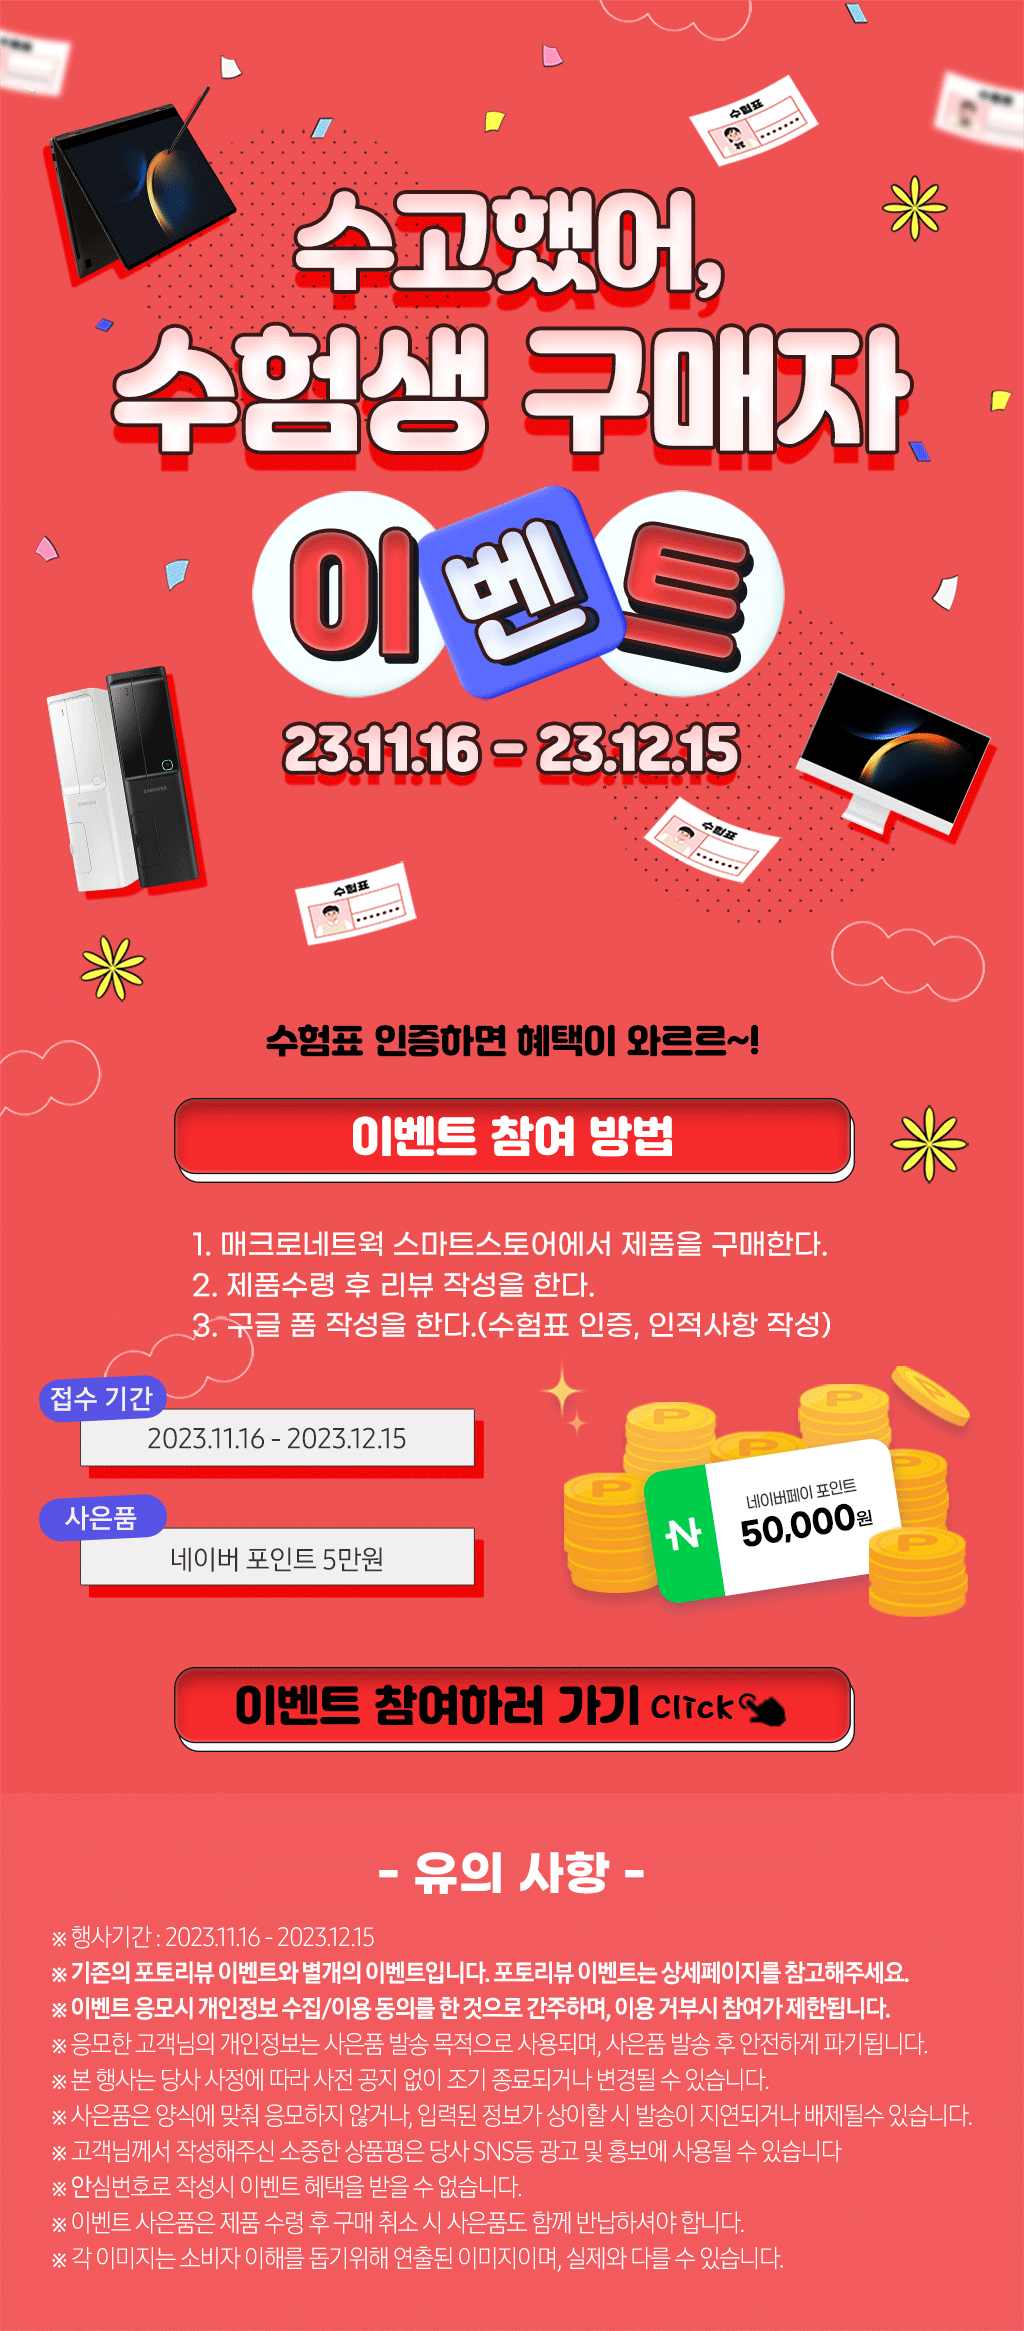 수험표
수고했어,
수험생 구매자
이벤트
23.11.16 – 23.12.15
SAMSUNG
수험표
수험표
수험표 인증하면 혜택이 와르르~!
이벤트 참여 방법
1. 매크로네트웍 스마트스토어에서 제품을 구매한다.
2. 제품수령 후 리뷰 작성을 한다.
3. 구글 폼 작성을 한다.(수험표 인증, 인적사항 작성)
접수 기간
2023.11.16 - 2023.12.15
사은품
네이버 포인트 5만원
네이버페이 포인트
50,000원
이벤트 참여하러 가기 Click
- 유의 사항 -
※ 행사기간 : 2023.11.16 - 2023.12.15
※ 기존의 포토리뷰 이벤트와 별개의 이벤트입니다. 포토리뷰 이벤트는 상세페이지를 참고해주세요.
※ 이벤트 응모시 개인정보 수집/이용 동의를 한 것으로 간주하며, 이용 거부시 참여가 제한됩니다.
※ 응모한 고객님의 개인정보는 사은품 발송 목적으로 사용되며, 사은품 발송 후 안전하게 파기됩니다.
※ 본 행사는 당사 사정에 따라 사전 공지 없이 조기 종료되거나 변경될 수 있습니다.
※ 사은품은 양식에 맞춰 응모하지 않거나, 입력된 정보가 상이할 시 발송이 지연되거나 배제될수 있습니다.
※ 고객님께서 작성해주신 소중한 상품평은 당사 SNS등 광고 및 홍보에 사용될 수 있습니다
※ 안심번호로 작성시 이벤트 혜택을 받을 수 없습니다.
※ 이벤트 사은품은 제품 수령 후 구매 취소 시 사은품도 함께 반납하셔야 합니다.
※ 각 이미지는 소비자 이해를 돕기위해 연출된 이미지이며, 실제와 다를 수 있습니다.